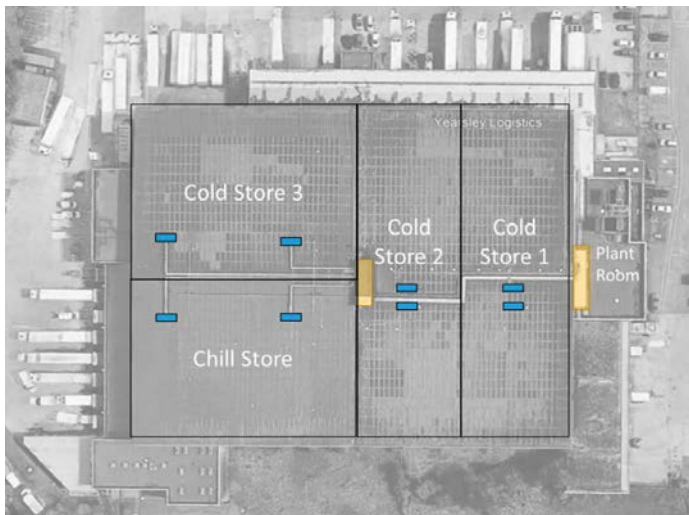 Yearsley Logistics
Cold Store 3
Cold
Store 2
Cold
Store 1
Plant
Room
Chill Store